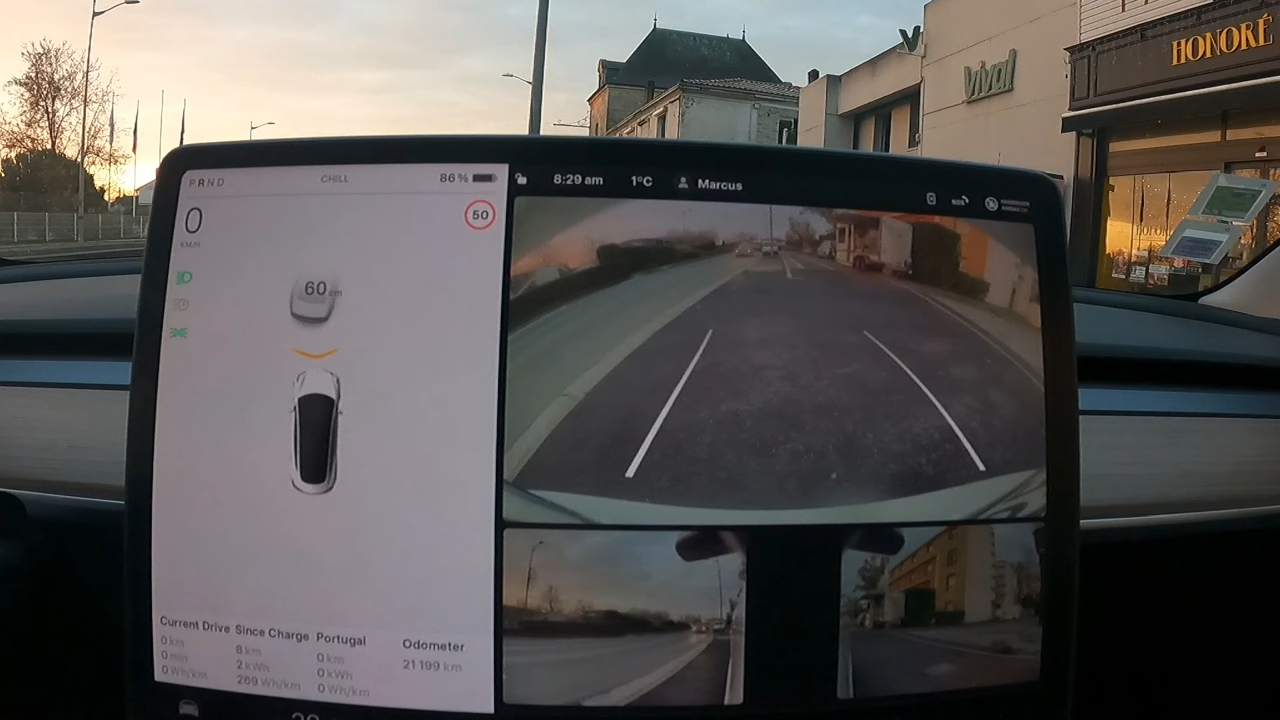 HONORÉ
vival
PRND
CHILL
86%
8:29 am
1°C
Marcus
0
KM/H
50
60 cm
SOS
Current Drive
Since Charge
Portugal
Odometer
0 km
8 km
0 km
21 199 km
0 min
2 kWh
0 kWh
0 Wh/km
269 Wh/km
0 Wh/km